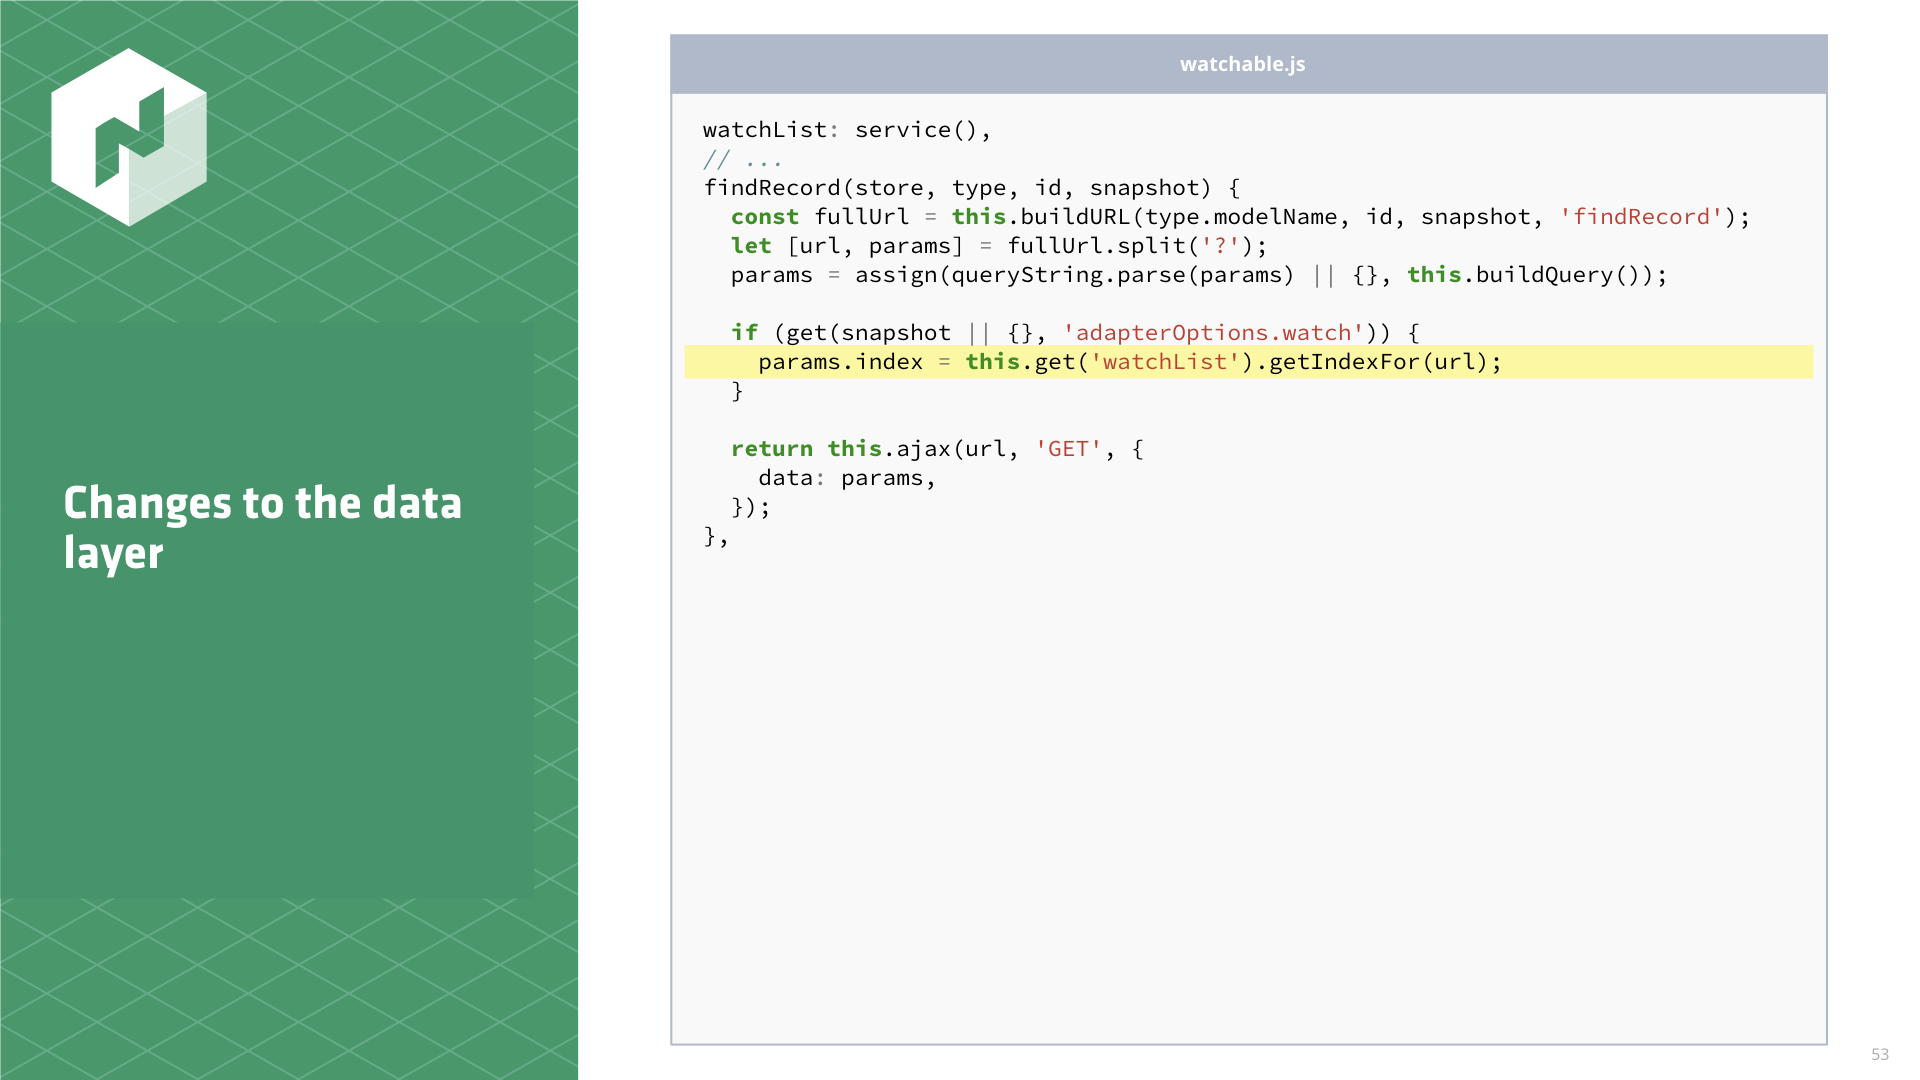 Changes to the data
layer
watchable.js
watchList: service(),
// ...
findRecord(store, type, id, snapshot) {
  const fullUrl = this.buildURL(type.modelName, id, snapshot, 'findRecord');
  let [url, params] = fullUrl.split('?');
  params = assign(queryString.parse(params) || {}, this.buildQuery());
  if (get(snapshot || {}, 'adapterOptions.watch')) {
    params.index = this.get('watchList').getIndexFor(url);
  }
  return this.ajax(url, 'GET', {
    data: params,
  });
},
53